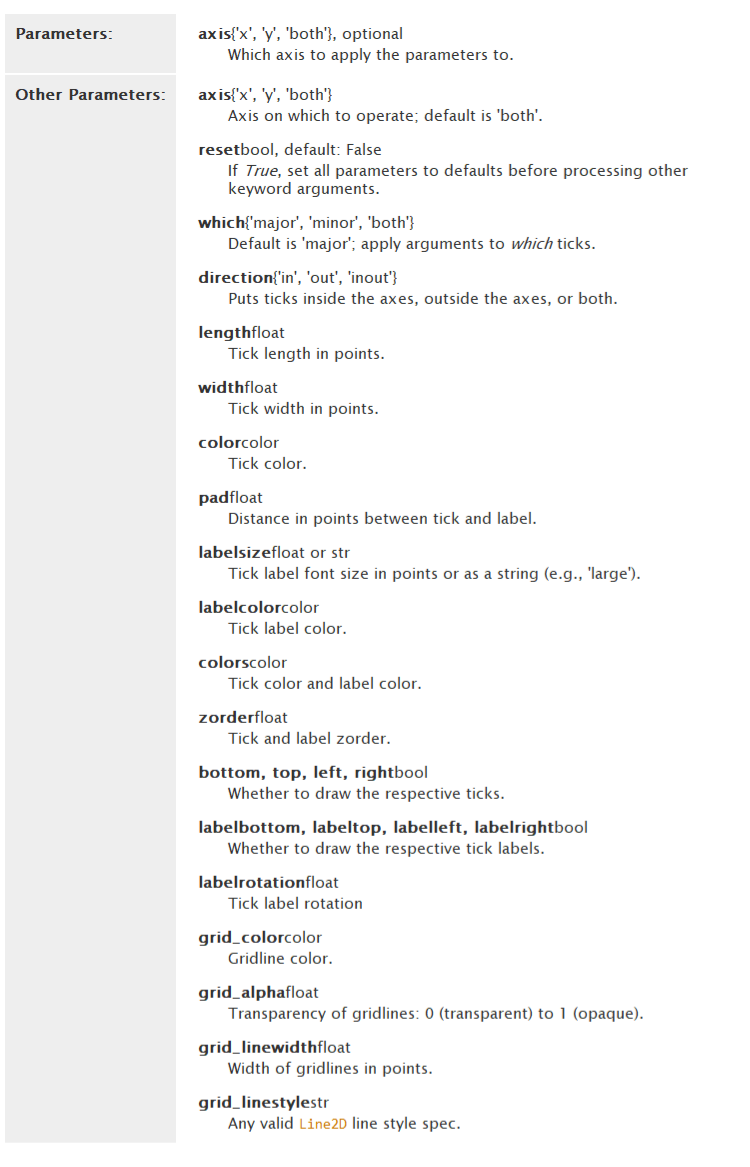 Parameters:
axis{'x', 'y', 'both'}, optional
Which axis to apply the parameters to.
Other Parameters:
axis{'x', 'y', 'both'}
Axis on which to operate; default is 'both'.
resetbool, default: False
If True, set all parameters to defaults before processing other
keyword arguments.
which{'major', 'minor', 'both'}
Default is 'major'; apply arguments to which ticks.
direction{'in', 'out', 'inout'}
Puts ticks inside the axes, outside the axes, or both.
lengthfloat
Tick length in points.
widthfloat
Tick width in points.
colorcolor
Tick color.
padfloat
Distance in points between tick and label.
labelsizefloat or str
Tick label font size in points or as a string (e.g., 'large').
labelcolorcolor
Tick label color.
colorscolor
Tick color and label color.
zorderfloat
Tick and label zorder.
bottom, top, left, rightbool
Whether to draw the respective ticks.
labelbottom, labeltop, labelleft, labelrightbool
Whether to draw the respective tick labels.
labelrotationfloat
Tick label rotation
grid_colorcolor
Gridline color.
grid_alphafloat
Transparency of gridlines: 0 (transparent) to 1 (opaque).
grid_linewidthfloat
Width of gridlines in points.
grid_linestylestr
Any valid Line2D line style spec.